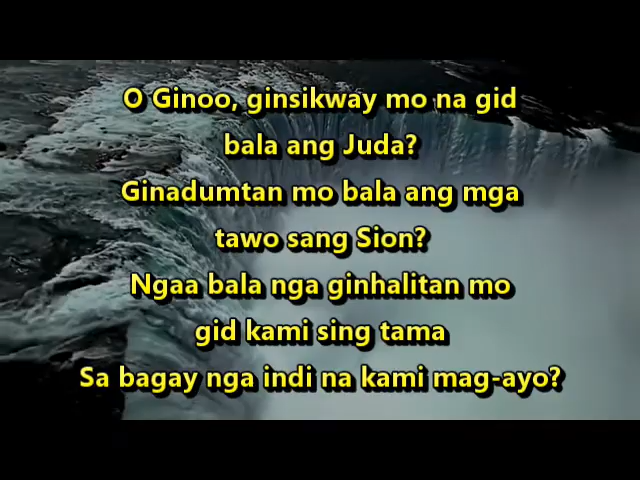 O Ginoo, ginsikway mo na gid
bala ang Juda?
Ginadumtan mo bala ang mga
tawo sang Sion?
Ngaa bala nga ginhalitan mo
gid kami sing tama
Sa bagay nga indi na kami mag-ayo?